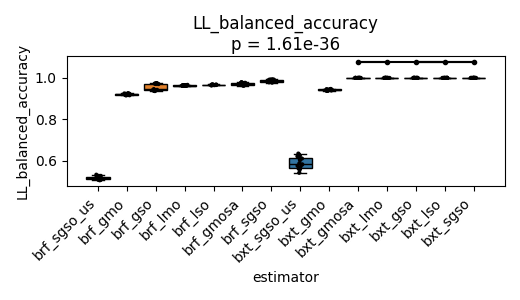 LL_balanced_accuracy
p = 1.61e-36
LL_balanced_accuracy
1.0
0.8
0.6
brf_sgso_us
brf_gmo
brf_gso
brf_lmo
brf_lso
brf_gmosa
brf_sgso
bxt_sgso_us
bxt_gmo
bxt_gmosa
bxt_lmo
bxt_gso
bxt_lso
bxt_sgso
estimator